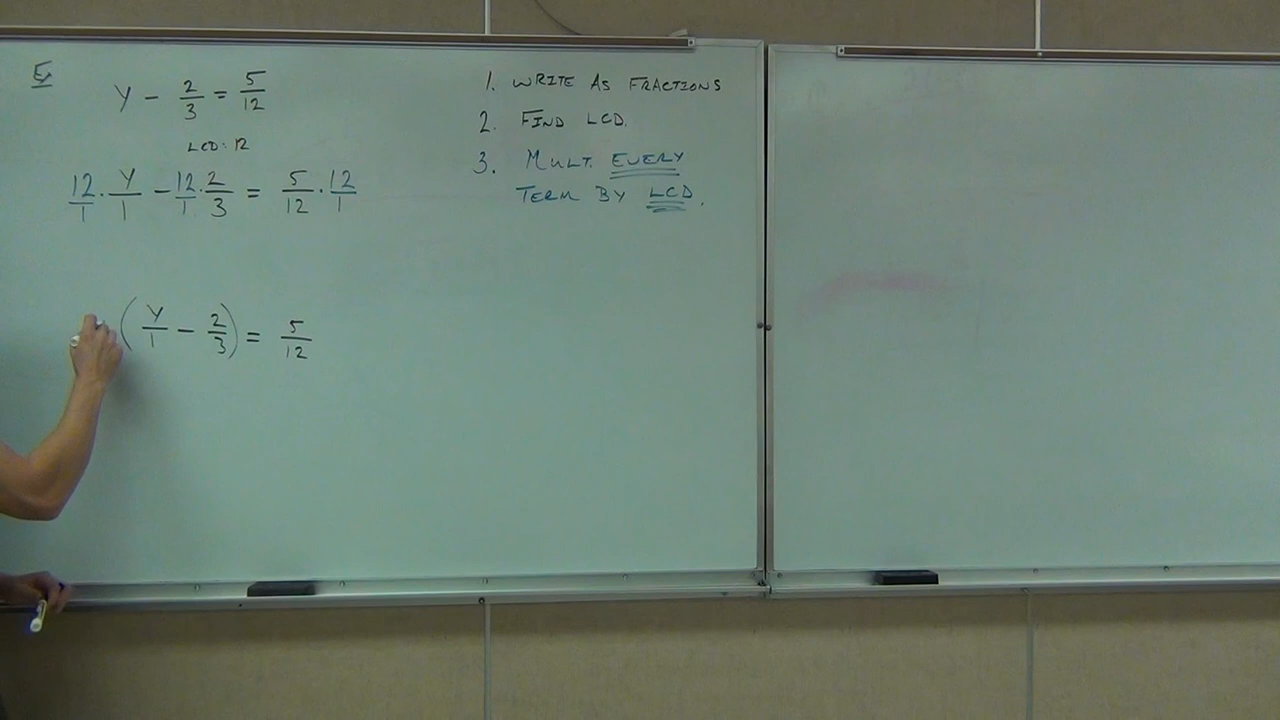 Ex
y - 2/3 = 5/12
LCD: 12
12/1 · y/1 - 12/1 · 2/3 = 5/12 · 12/1
(y/1 - 2/3) = 5/12
1. WRITE AS FRACTIONS
2. FIND LCD.
3. MULT. EVERY
TERM BY LCD.